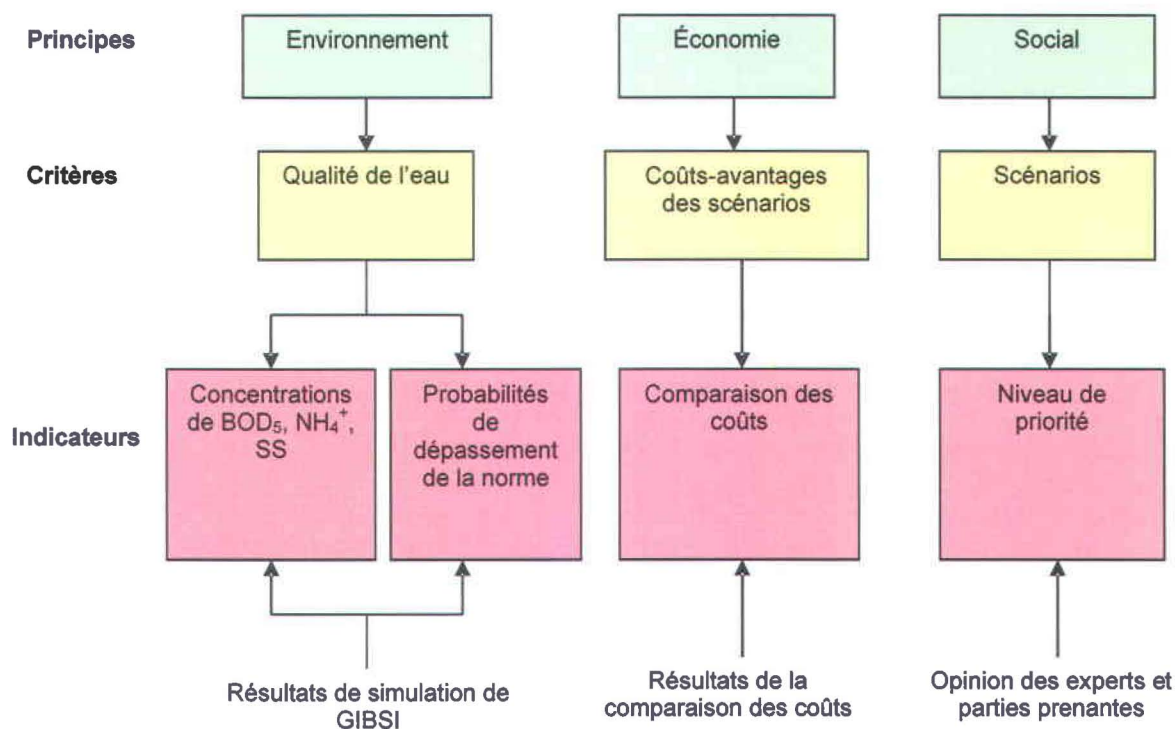 Principes
Environnement
Économie
Social
Critères
Qualité de l'eau
Coûts-avantages
des scénarios
Scénarios
Indicateurs
Concentrations
de BOD₅, NH₄⁺,
SS
Probabilités
de
dépassement
de la norme
Comparaison des
coûts
Niveau de
priorité
Résultats de simulation de
GIBSI
Résultats de la
comparaison des coûts
Opinion des experts et
parties prenantes